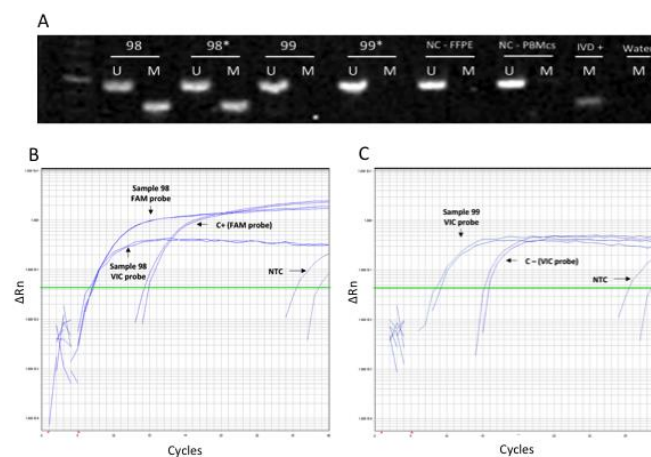 A
98 98* 99 99* NC - FFPE NC - PBMcs IVD + Water
U M U M U M U M U M U M M M
B
C
Sample 98
FAM probe
C+ (FAM probe)
Sample 98
VIC probe
NTC
ΔRn
Cycles
Sample 99
VIC probe
C – (VIC probe)
NTC
ΔRn
Cycles